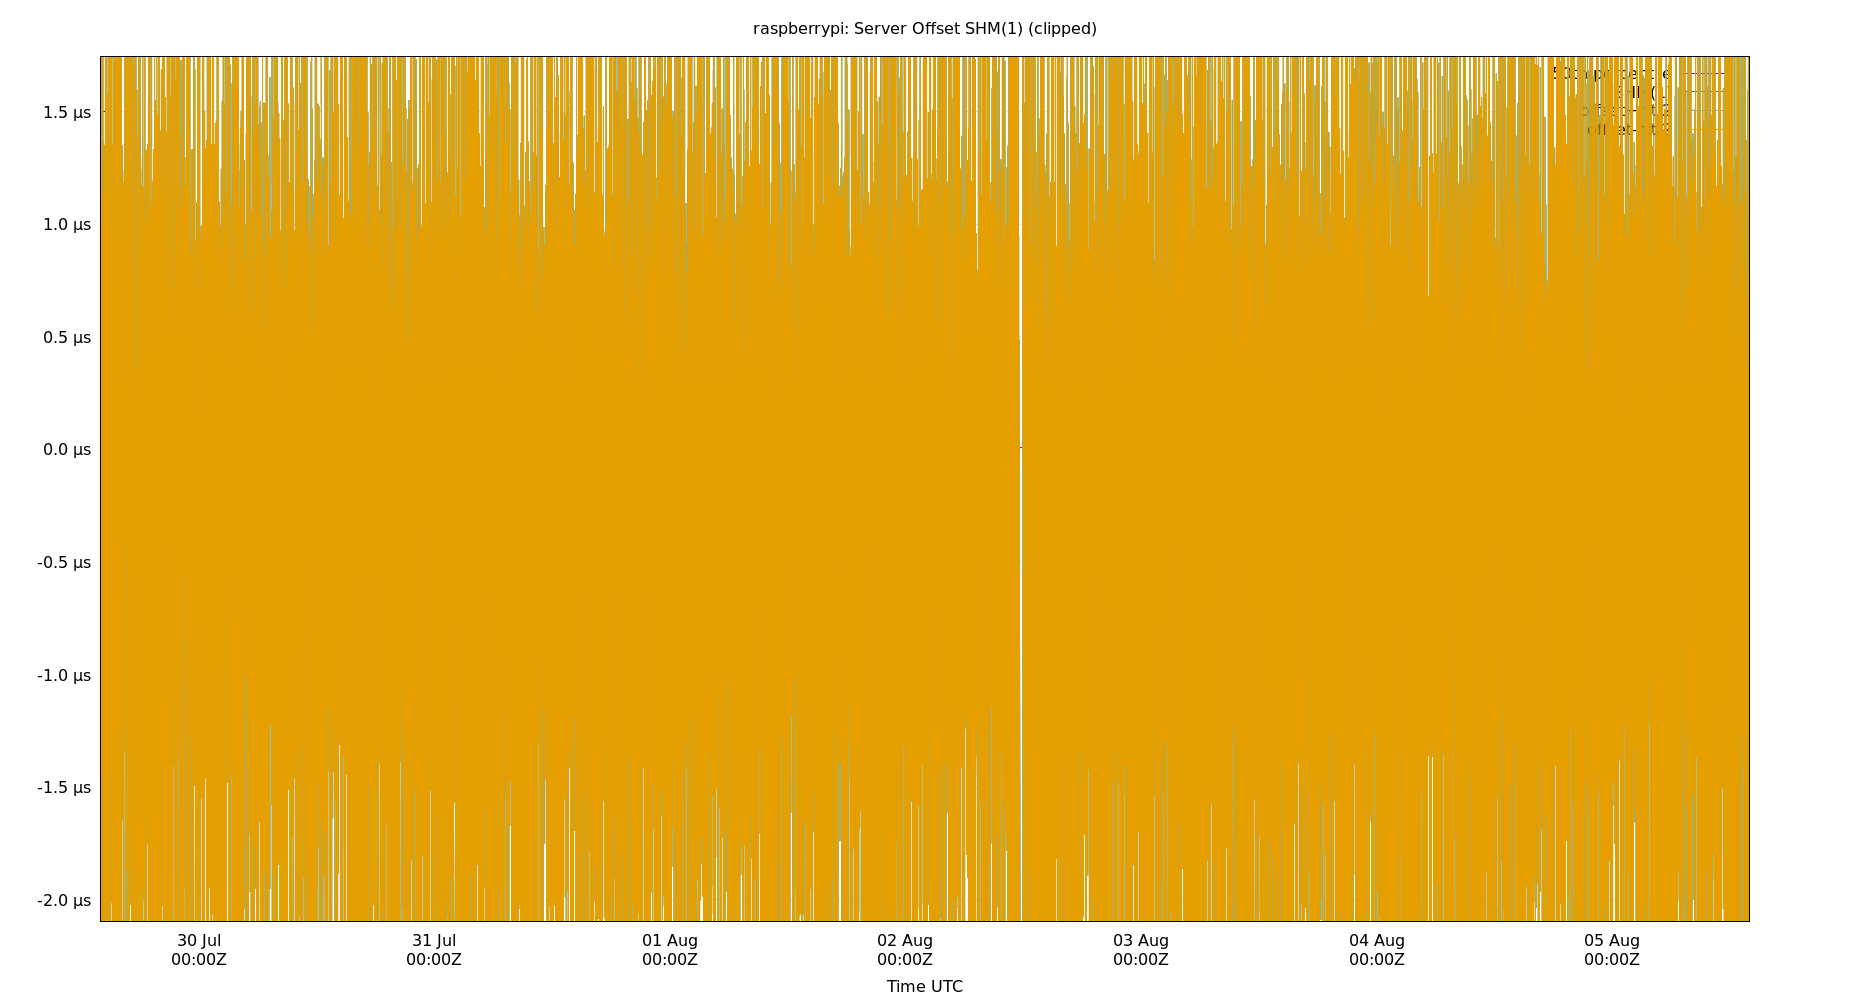 raspberrypi: Server Offset SHM(1) (clipped)
1.5 µs
1.0 µs
0.5 µs
0.0 µs
-0.5 µs
-1.0 µs
-1.5 µs
-2.0 µs
30 Jul 31 Jul 01 Aug 02 Aug 03 Aug 04 Aug 05 Aug
00:00Z 00:00Z 00:00Z 00:00Z 00:00Z 00:00Z 00:00Z
Time UTC